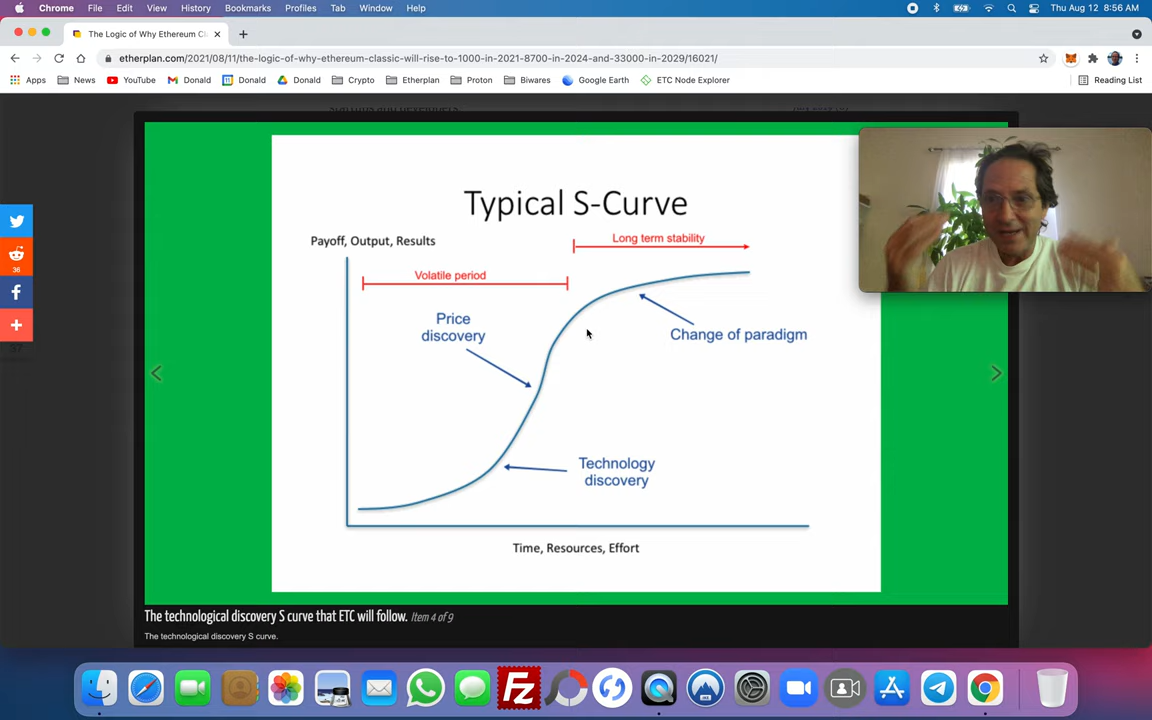 Chrome File Edit View History Bookmarks Profiles Tab Window Help Thu Aug 12 8:56 AM
The Logic of Why Ethereum Cl
etherplan.com/2021/08/11/the-logic-of-why-ethereum-classic-will-rise-to-1000-in-2021-8700-in-2024-and-33000-in-2029/16021/
Apps News YouTube Donald Donald Donald Crypto Etherplan Proton Biwares Google Earth ETC Node Explorer Reading List
Typical S-Curve
Payoff, Output, Results
Long term stability
Volatile period
Price
discovery
Change of paradigm
Technology
discovery
Time, Resources, Effort
36
37
The technological discovery S curve that ETC will follow. Item 4 of 9
The technological discovery S curve.
17
FZ